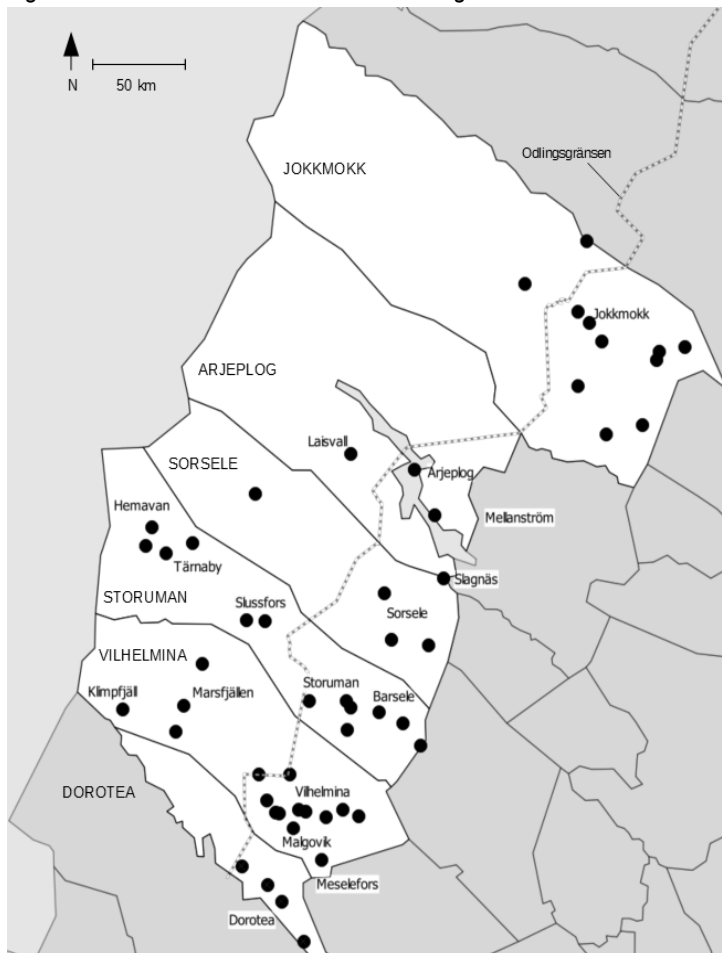 N
50 km
Odlingsgränsen
JOKKMOKK
Jokkmokk
ARJEPLOG
Laisvall
Arjeplog
SORSELE
Hemavan
Mellanström
Tärnaby
Slagnäs
STORUMAN
Slussfors
Sorsele
VILHELMINA
Klimpfjäll
Marsfjällen
Storuman
Barsele
DOROTEA
Vilhelmina
Malgovik
Meselefors
Dorotea